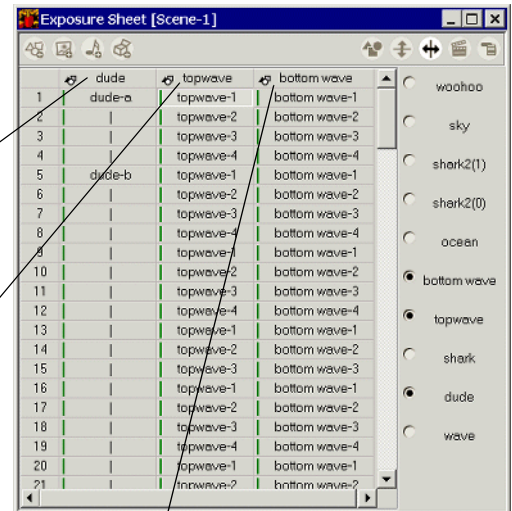 Exposure Sheet [Scene-1]
dude topwave bottom wave
1 dude-a topwave-1 bottom wave-1
2 | topwave-2 bottom wave-2
3 | topwave-3 bottom wave-3
4 | topwave-4 bottom wave-4
5 dude-b topwave-1 bottom wave-1
6 | topwave-2 bottom wave-2
7 | topwave-3 bottom wave-3
8 | topwave-4 bottom wave-4
9 | topwave-1 bottom wave-1
10 | topwave-2 bottom wave-2
11 | topwave-3 bottom wave-3
12 | topwave-4 bottom wave-4
13 | topwave-1 bottom wave-1
14 | topwave-2 bottom wave-2
15 | topwave-3 bottom wave-3
16 | topwave-1 bottom wave-1
17 | topwave-2 bottom wave-2
18 | topwave-3 bottom wave-3
19 | topwave-4 bottom wave-4
20 | topwave-1 bottom wave-1
21 | topwave-2 bottom wave-2
woohoo
sky
shark2(1)
shark2(0)
ocean
bottom wave
topwave
shark
dude
wave